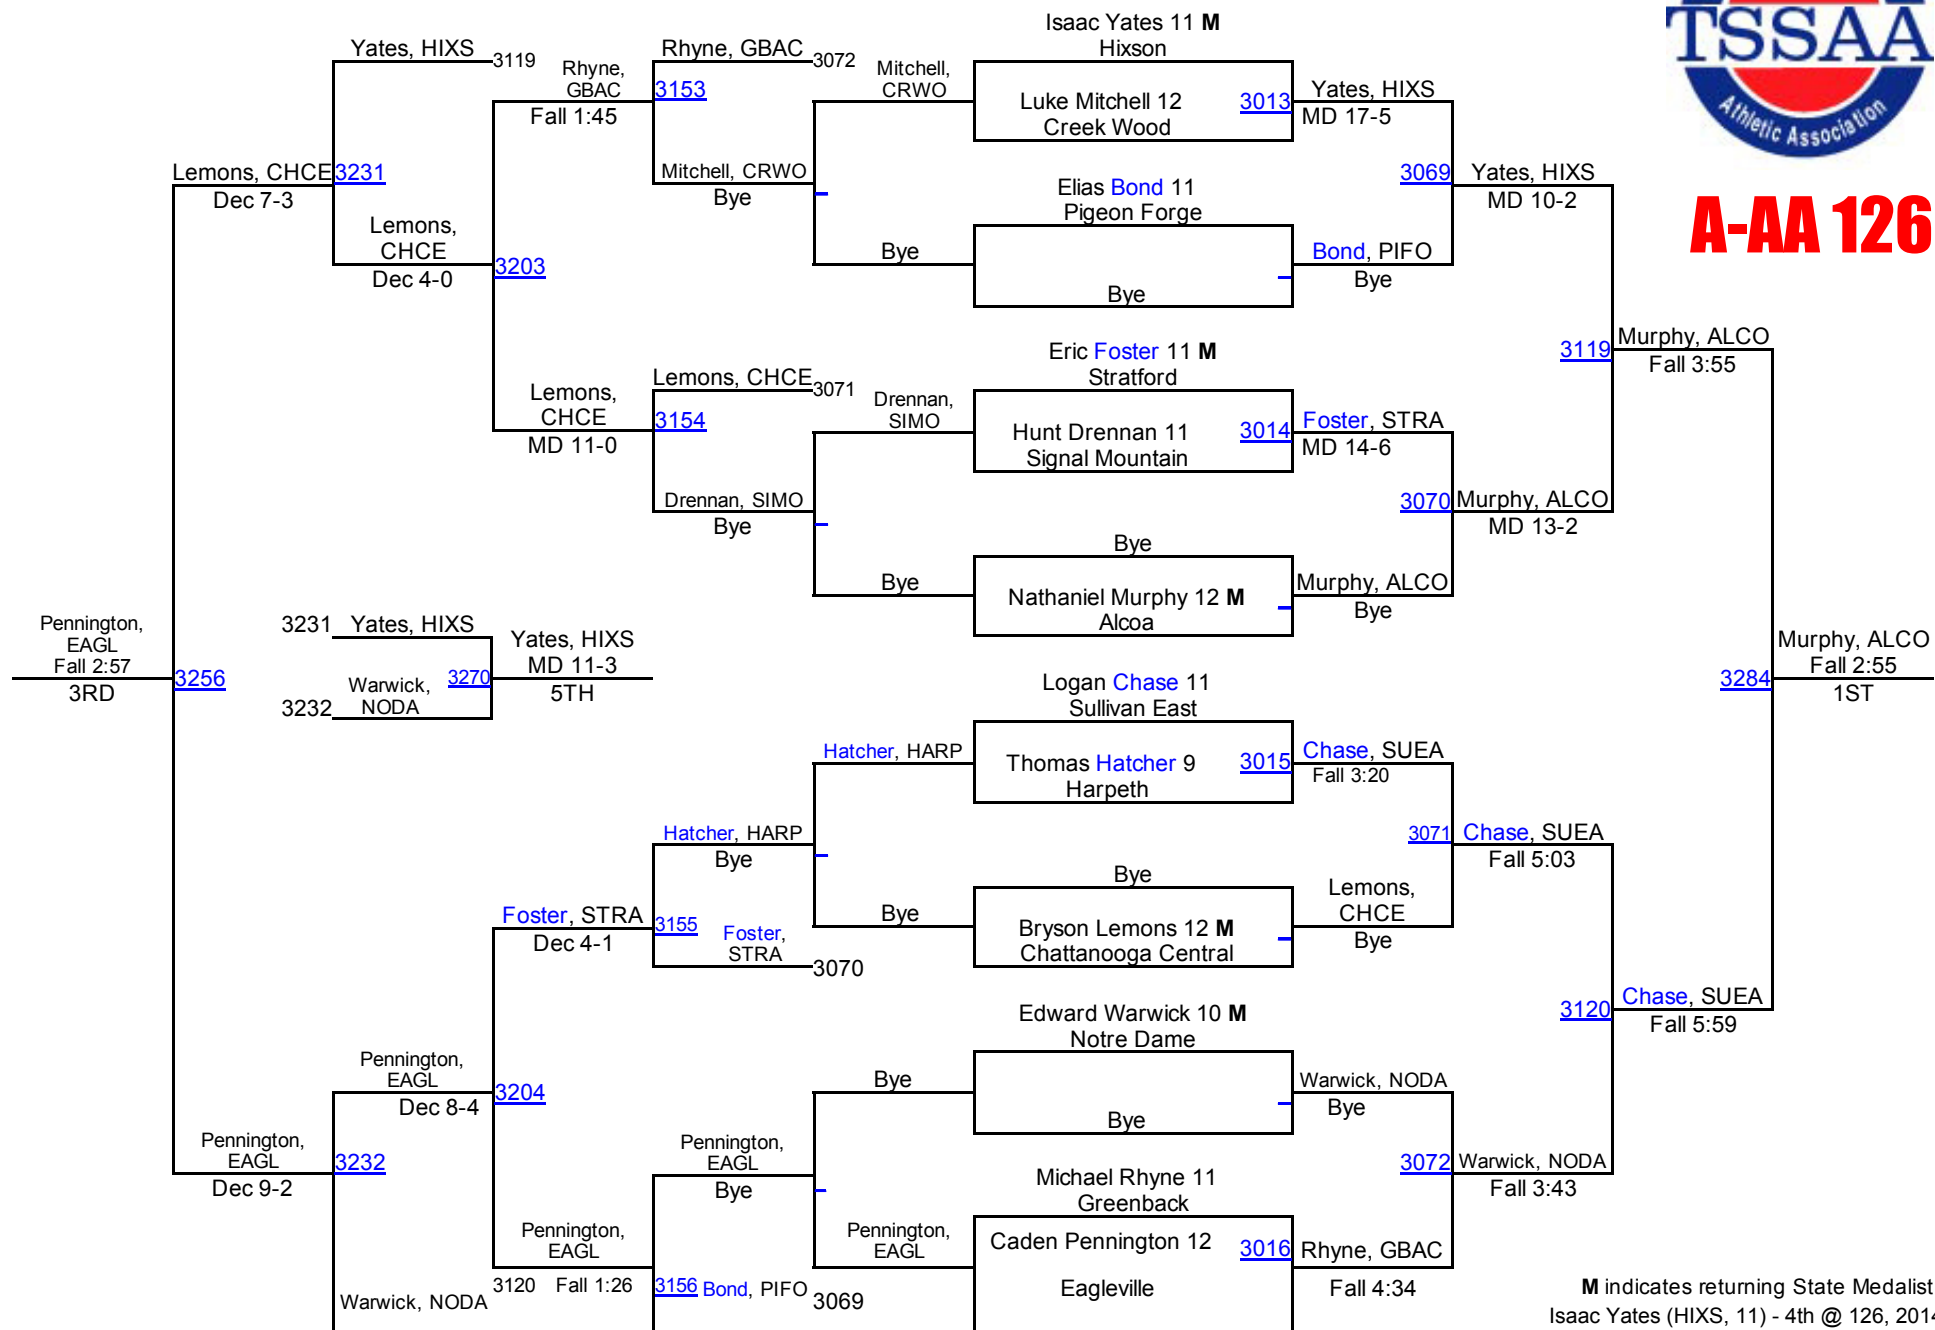 TSSAA
Athletic Association
A-AA 126
Yates, HIXS
3119
Lemons, CHCE
3231
Dec 7-3
Lemons,
CHCE
Dec 4-0
3203
Rhyne,
GBAC
Fall 1:45
Rhyne, GBAC
3072
3153
Mitchell, CRWO
Bye
Mitchell,
CRWO
Bye
Lemons,
CHCE
MD 11-0
Lemons, CHCE
3071
3154
Drennan, SIMO
Bye
Drennan,
SIMO
Bye
Isaac Yates 11 M
Hixson
Luke Mitchell 12
Creek Wood
3013
Yates, HIXS
MD 17-5
Elias Bond 11
Pigeon Forge
Bye
Bond, PIFO
Bye
3069
Yates, HIXS
MD 10-2
Eric Foster 11 M
Stratford
Hunt Drennan 11
Signal Mountain
3014
Foster, STRA
MD 14-6
Bye
Nathaniel Murphy 12 M
Alcoa
Murphy, ALCO
Bye
3070
Murphy, ALCO
MD 13-2
3119
Murphy, ALCO
Fall 3:55
Pennington,
EAGL
Fall 2:57
3RD
3256
3231
Yates, HIXS
3232
Warwick,
NODA
3270
Yates, HIXS
MD 11-3
5TH
3284
Murphy, ALCO
Fall 2:55
1ST
Logan Chase 11
Sullivan East
Thomas Hatcher 9
Harpeth
3015
Chase, SUEA
Fall 3:20
Bye
Bryson Lemons 12 M
Chattanooga Central
Lemons,
CHCE
Bye
3071
Chase, SUEA
Fall 5:03
Hatcher, HARP
Hatcher, HARP
Bye
Bye
Foster, STRA
Dec 4-1
3155
Foster,
STRA
3070
Edward Warwick 10 M
Notre Dame
Bye
Warwick, NODA
Bye
Michael Rhyne 11
Greenback
Caden Pennington 12
Eagleville
3016
Rhyne, GBAC
Fall 4:34
3072
Warwick, NODA
Fall 3:43
3120
Chase, SUEA
Fall 5:59
Pennington,
EAGL
Dec 8-4
3204
Pennington,
EAGL
Dec 9-2
3232
Bye
Pennington,
EAGL
Bye
Pennington,
EAGL
Pennington,
EAGL
Fall 1:26
3156
Bond, PIFO
3069
Warwick, NODA
3120
M indicates returning State Medalist
Isaac Yates (HIXS, 11) - 4th @ 126, 2014